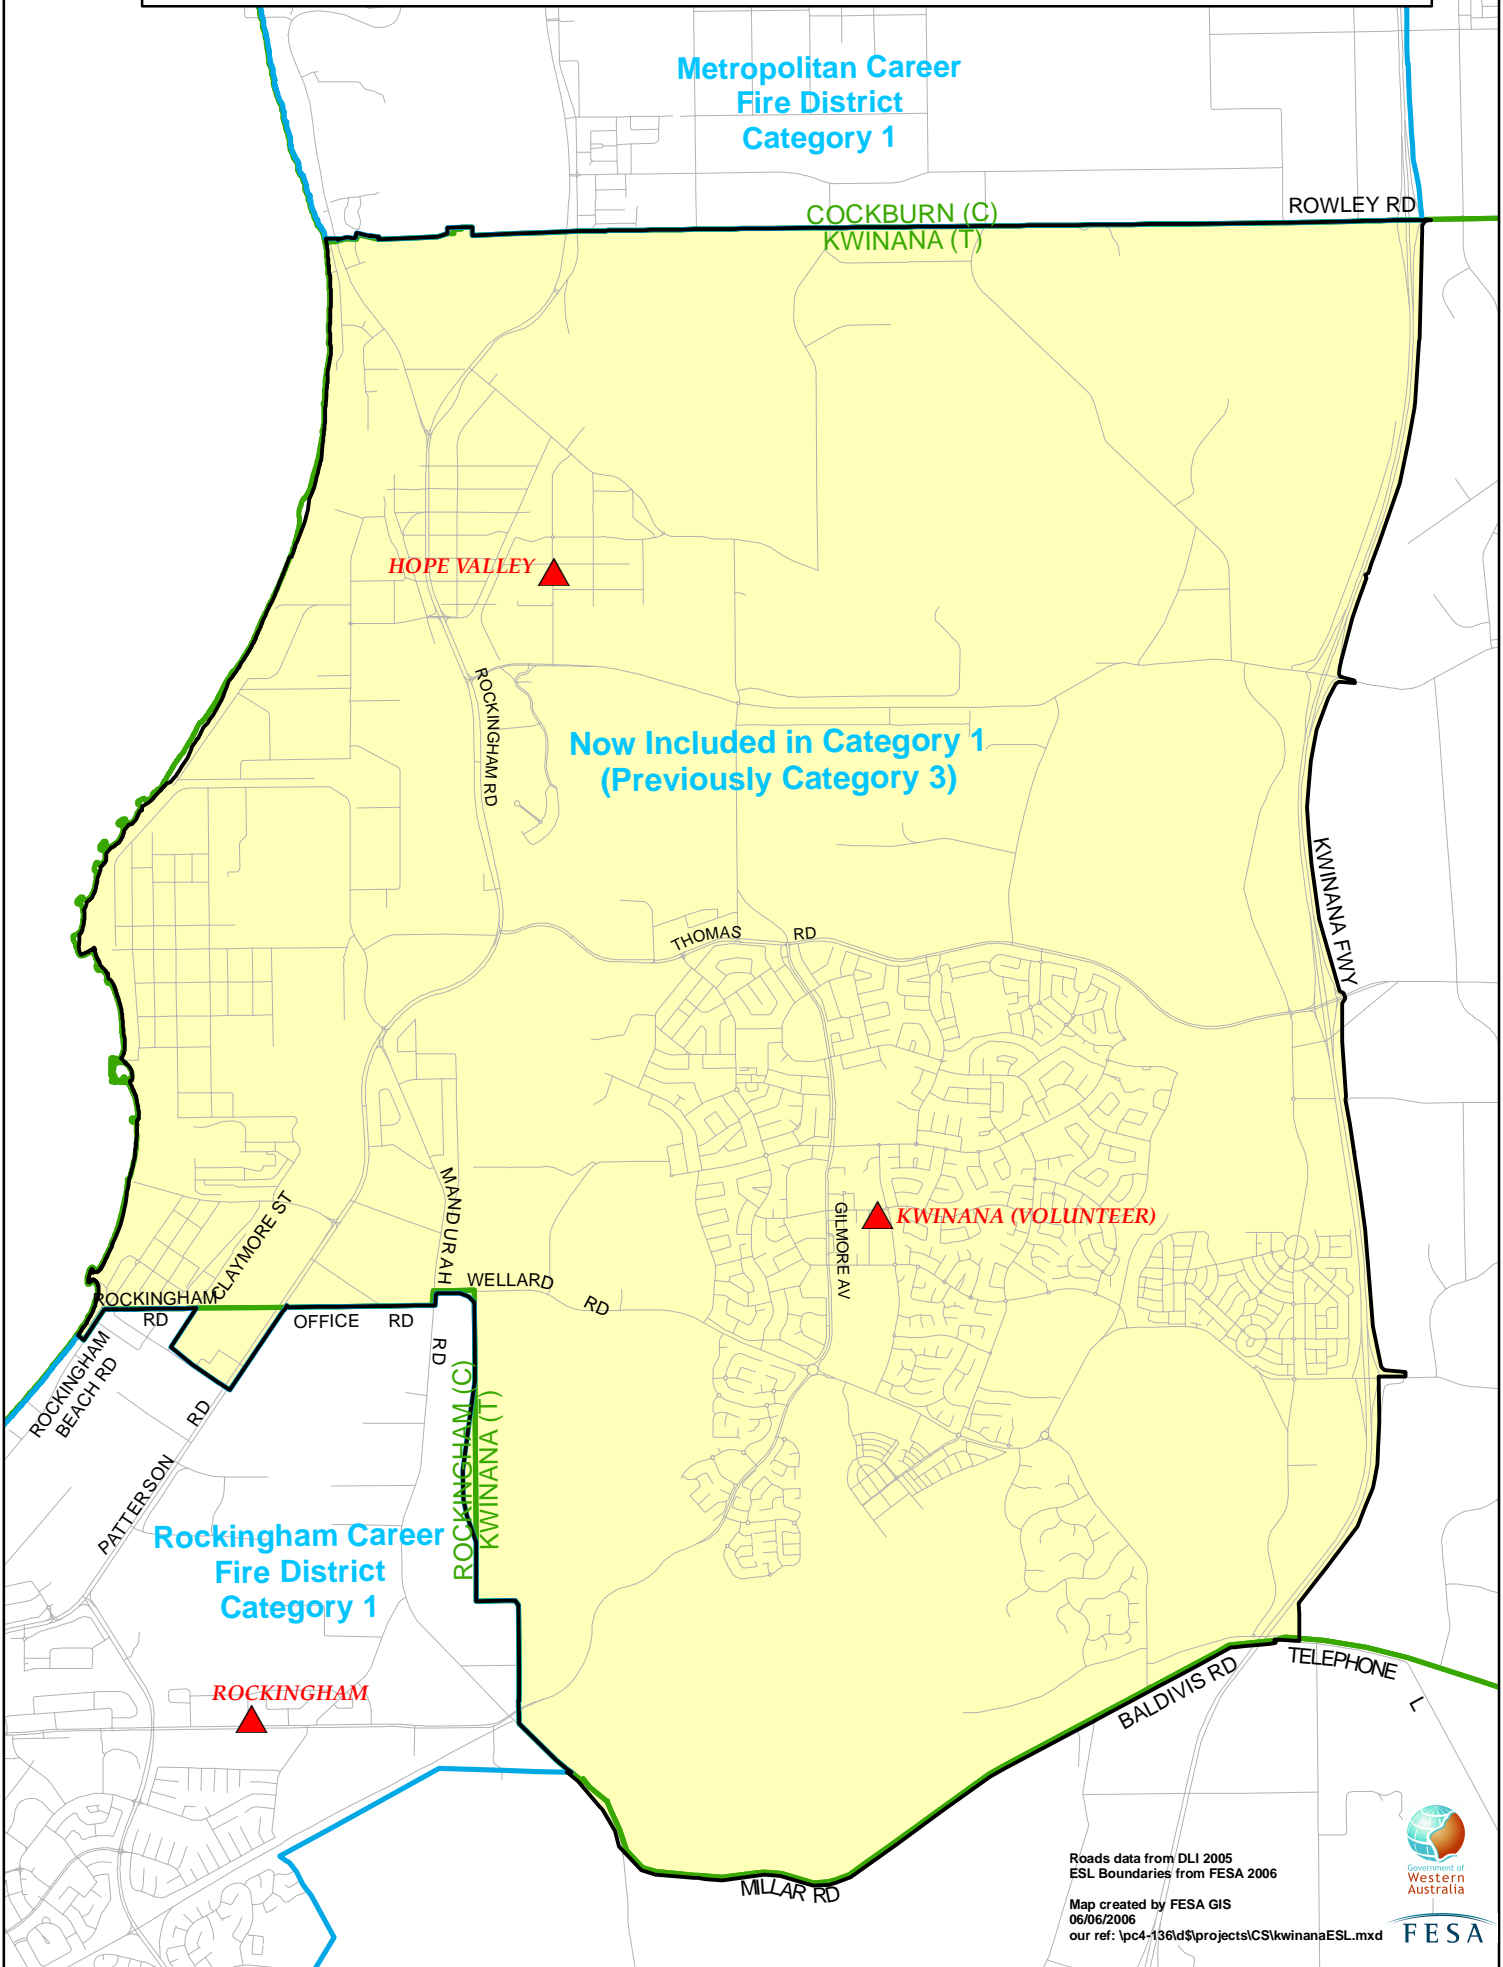 Metropolitan Career
Fire District
Category 1
ROWLEY RD
COCKBURN (C)
KWINANA (T)
HOPE VALLEY
ROCKINGHAM RD
Now Included in Category 1
(Previously Category 3)
KWINANA FWY
THOMAS RD
MANDURAH
RD
CLAYMORE ST
GILMORE AV
KWINANA (VOLUNTEER)
WELLARD
RD
ROCKINGHAM
RD
OFFICE RD
ROCKINGHAM
BEACH RD
PATTERSON RD
ROCKINGHAM (C)
KWINANA (T)
Rockingham Career
Fire District
Category 1
ROCKINGHAM
BALDIVIS RD
TELEPHONE
L
MILLAR RD
Roads data from DLI 2005
ESL Boundaries from FESA 2006
Map created by FESA GIS
06/06/2006
our ref: \pc4-136\d$\projects\CS\kwinanaESL.mxd
Government of
Western
Australia
FESA